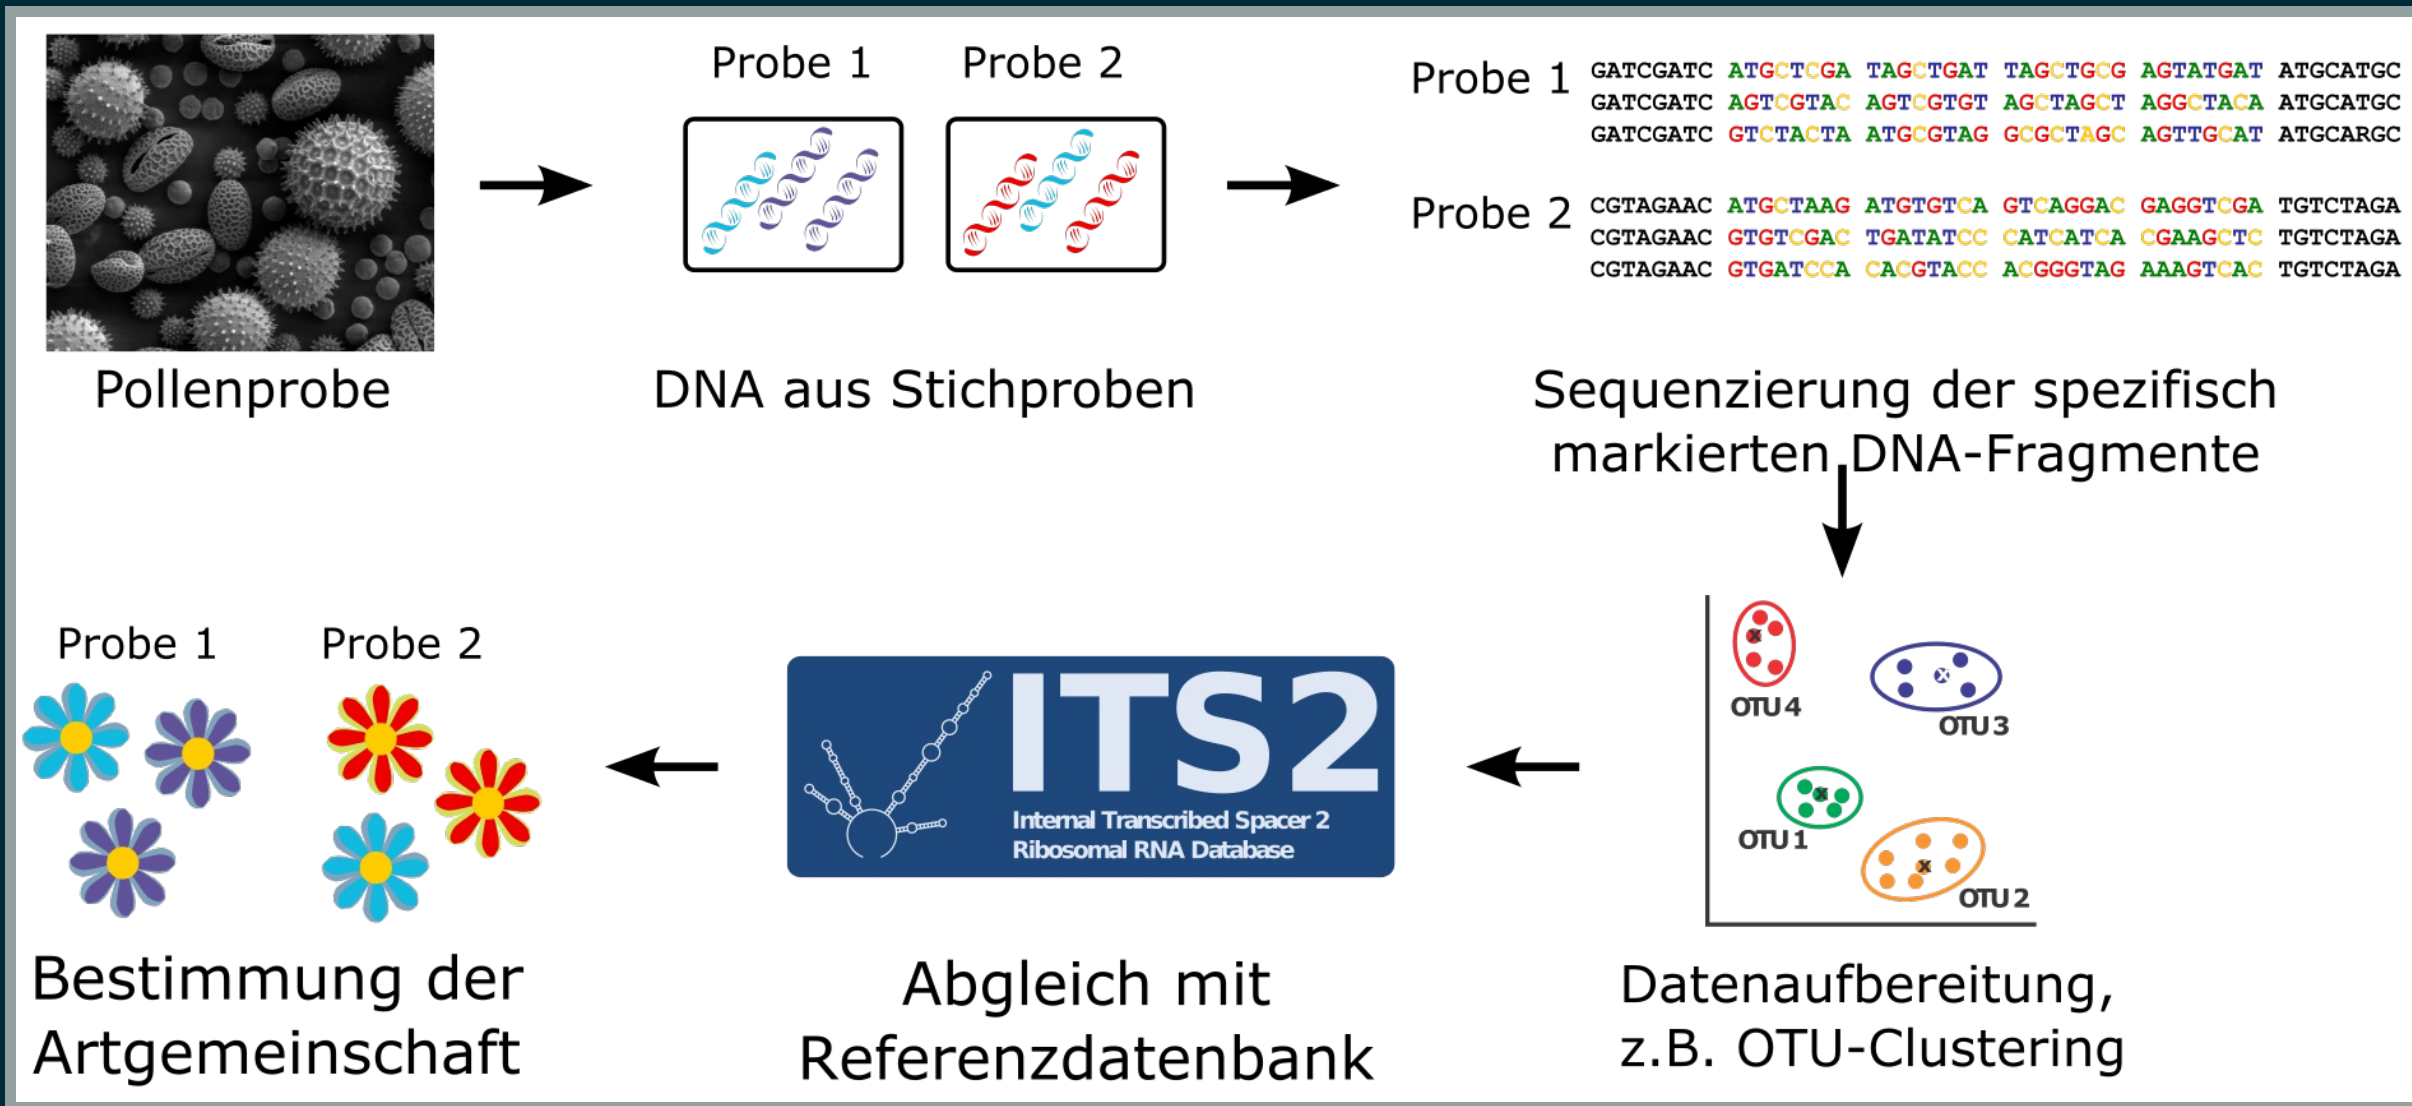 Probe 1
Probe 2
Pollenprobe
DNA aus Stichproben
Probe 1 GATCGATC ATGCTCGA TAGCTGAT TAGCTGCG AGTATGAT ATGCATGC
GATCGATC AGTCGTAC AGTCGTGT AGCTAGCT AGGCTACA ATGCATGC
GATCGATC GTCTACTA ATGCGTAG GCGCTAGC AGTTGCAT ATGCARGC
Probe 2 CGTAGAAC ATGCTAAG ATGTGTCA GTCAGGAC GAGGTCGA TGTCTAGA
CGTAGAAC GTGTCGAC TGATATCC CATCATCA CGAAGCTC TGTCTAGA
CGTAGAAC GTGATCCA CACGTACC ACGGGTAG AAAGTCAC TGTCTAGA
Sequenzierung der spezifisch
markierten DNA-Fragmente
OTU 4
OTU 3
OTU 1
OTU 2
Datenaufbereitung,
z.B. OTU-Clustering
ITS2
Internal Transcribed Spacer 2
Ribosomal RNA Database
Abgleich mit
Referenzdatenbank
Probe 1
Probe 2
Bestimmung der
Artgemeinschaft